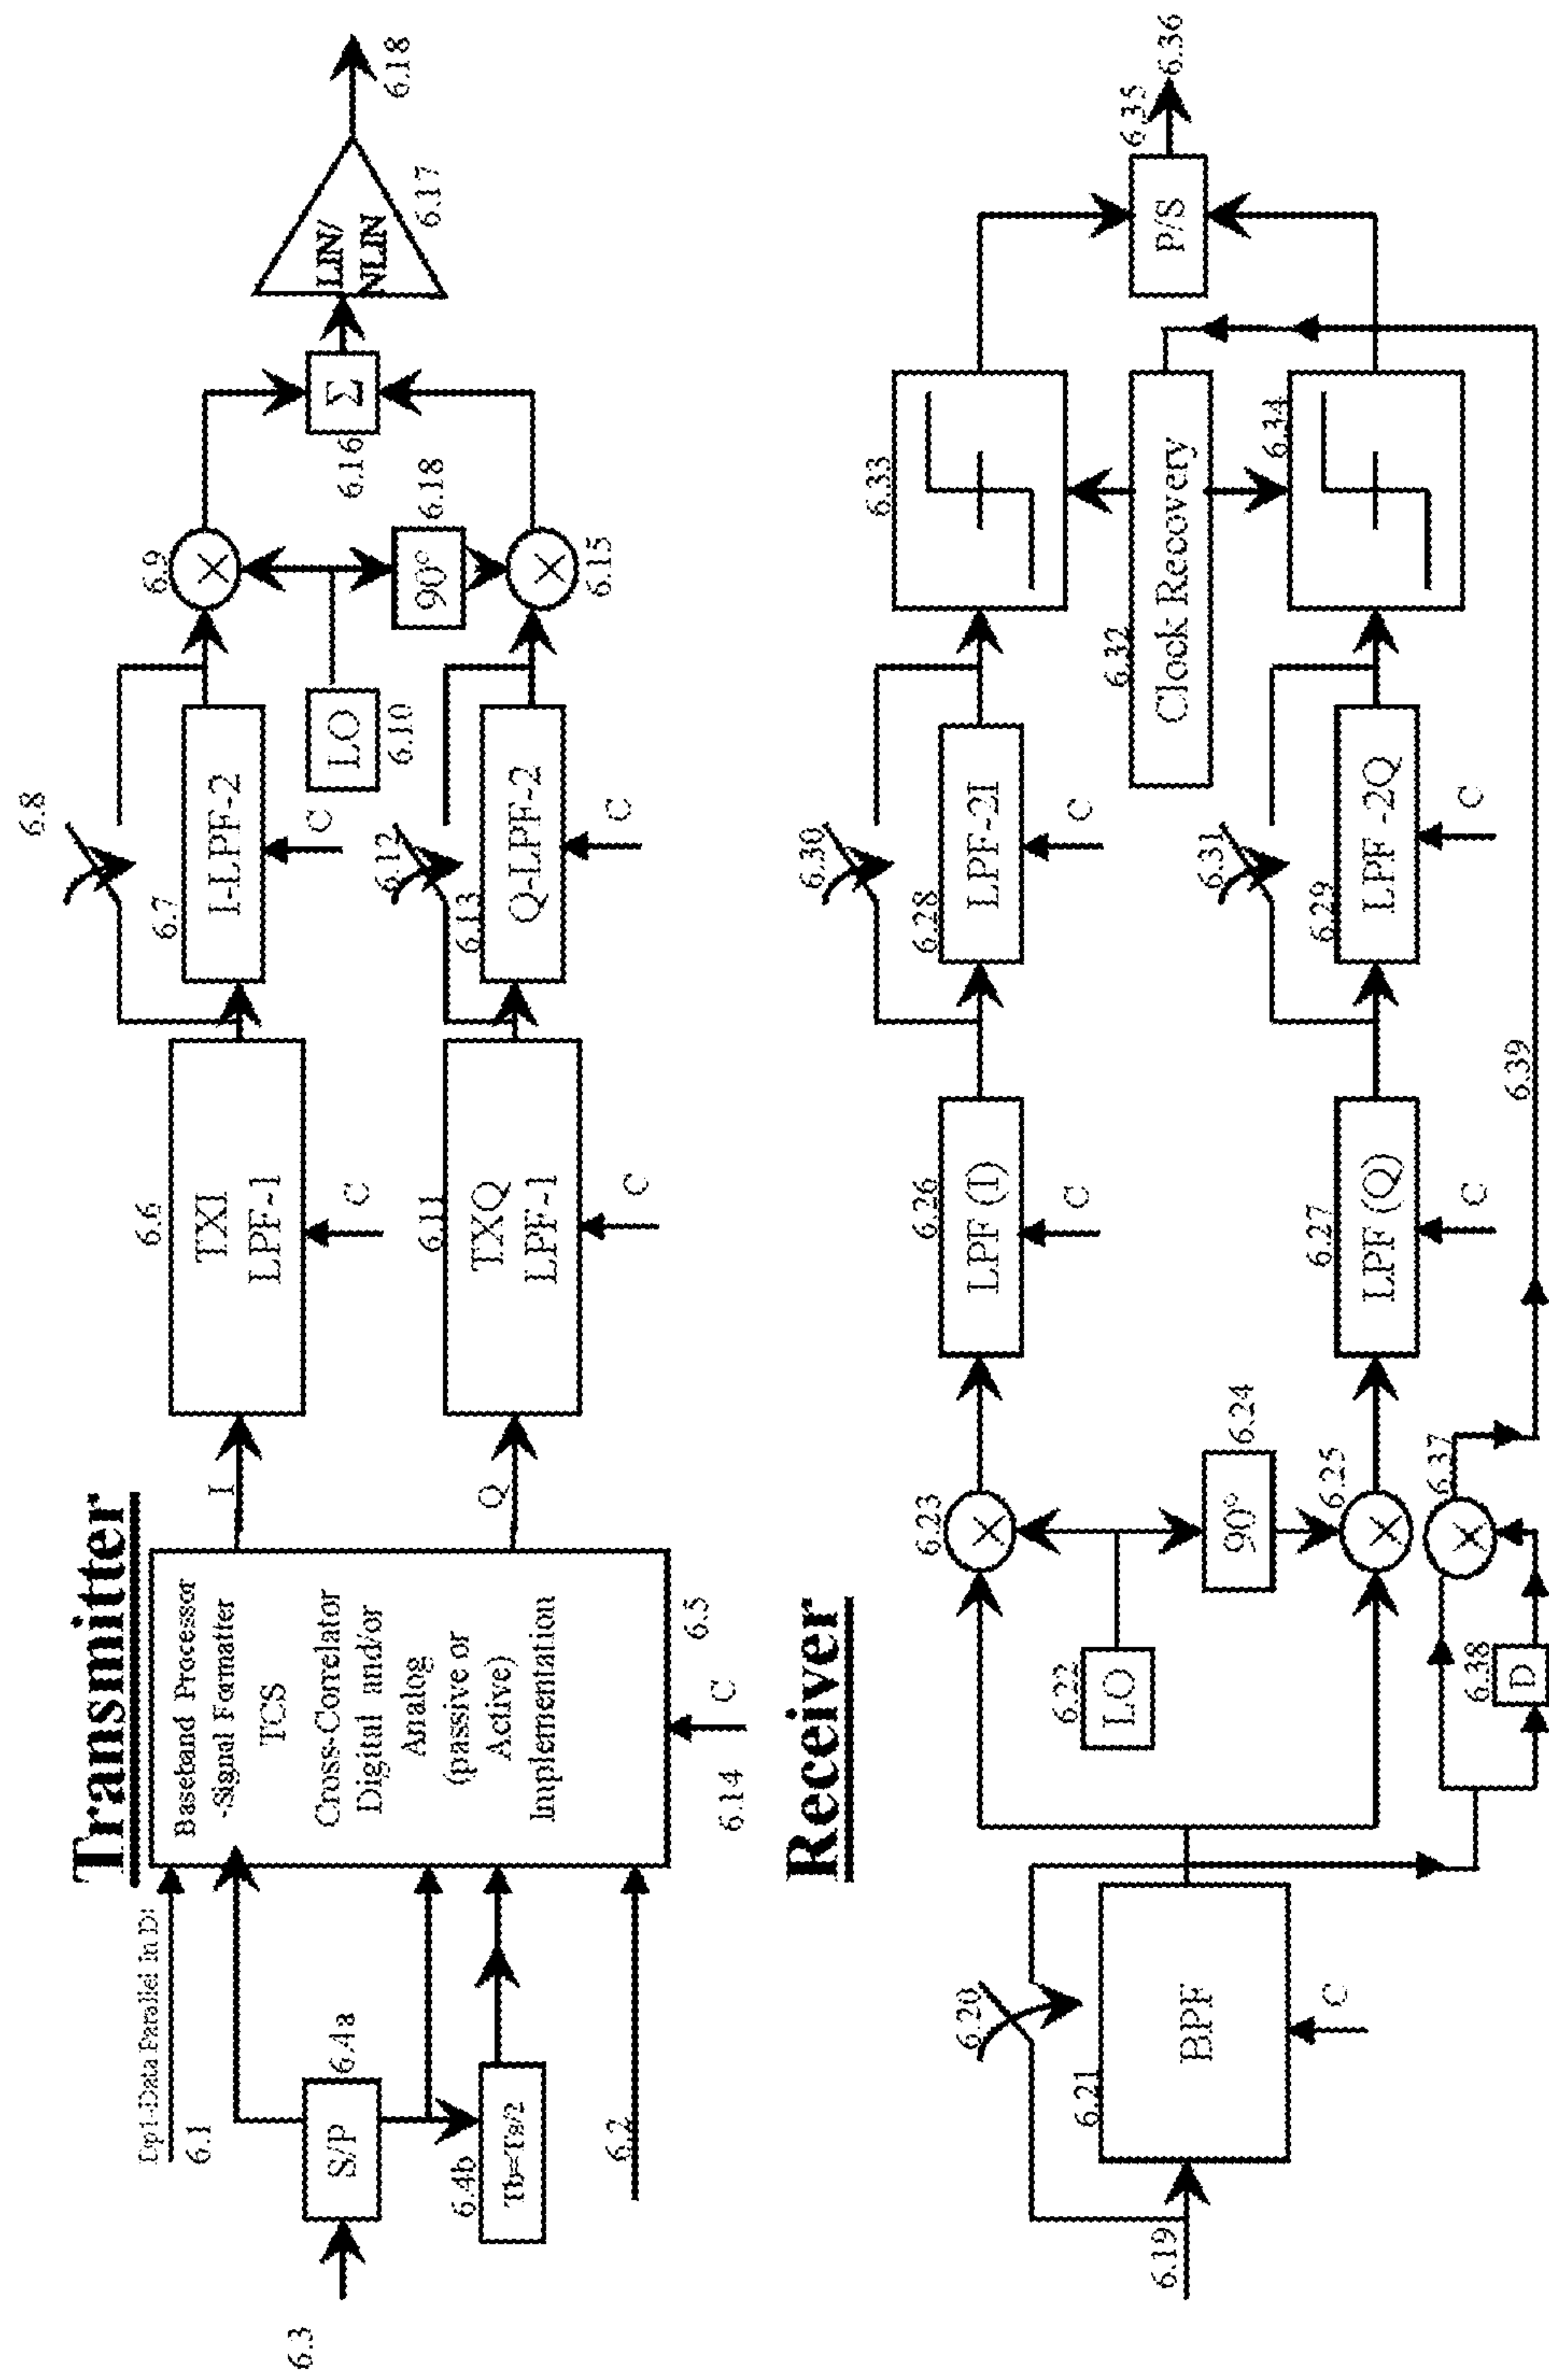 Transmitter
6.1
6.3
S/P
6.4a
6.4b
Tb=Ts/2
6.2
Baseband Processor
-Signal Formatter
TCS
Cross-Correlator
Digital and/or
Analog
(passive or
Active)
Implementation
6.5
6.14
C
I
Q
6.6
TXI
LPF-1
C
6.11
TXQ
LPF-1
C
6.8
6.7
I-LPF-2
C
6.12
6.13
Q-LPF-2
C
LO
6.10
6.9
90°
6.18
6.15
Σ
6.16
LIN/
NLIN
6.17
6.18
Receiver
6.19
6.20
6.21
BPF
C
6.22
LO
6.23
90°
6.24
6.25
6.37
6.38
D
6.39
6.26
LPF (I)
C
6.27
LPF (Q)
C
6.30
6.28
LPF-2I
C
6.31
6.29
LPF -2Q
C
6.32
Clock Recovery
6.33
6.34
P/S
6.35
6.36